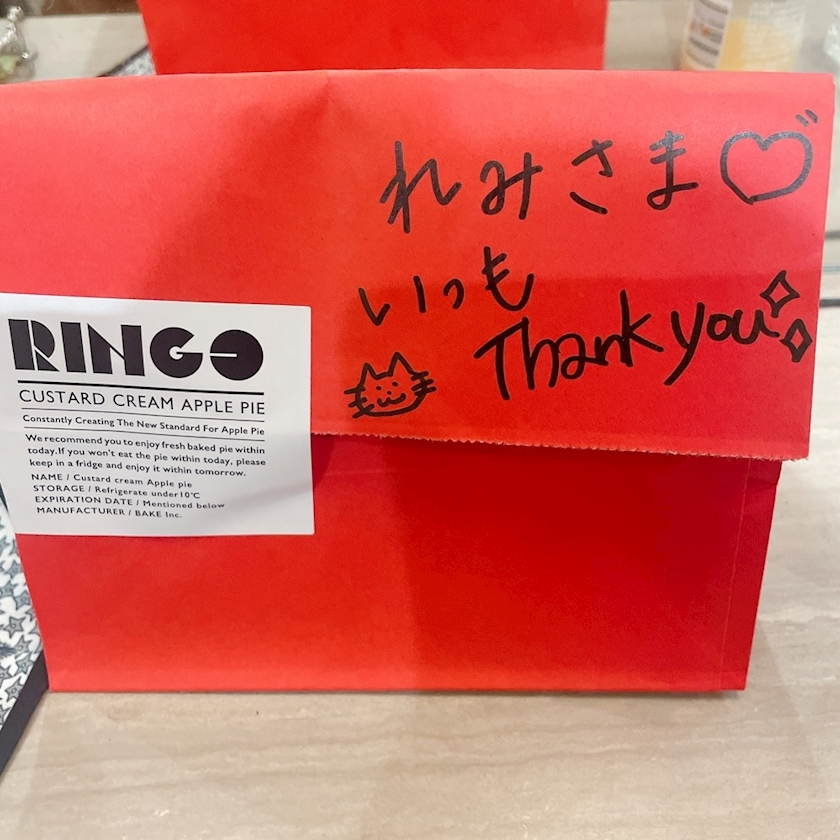 れみさま♡
いつも
Thank you
RINGO
CUSTARD CREAM APPLE PIE
Constantly Creating The New Standard For Apple Pie
We recommend you to enjoy fresh baked pie within
today.If you won't eat the pie within today, please
keep in a fridge and enjoy it within tomorrow.
NAME / Custard cream Apple pie
STORAGE / Refrigerate under10℃
EXPIRATION DATE / Mentioned below
MANUFACTURER / BAKE Inc.